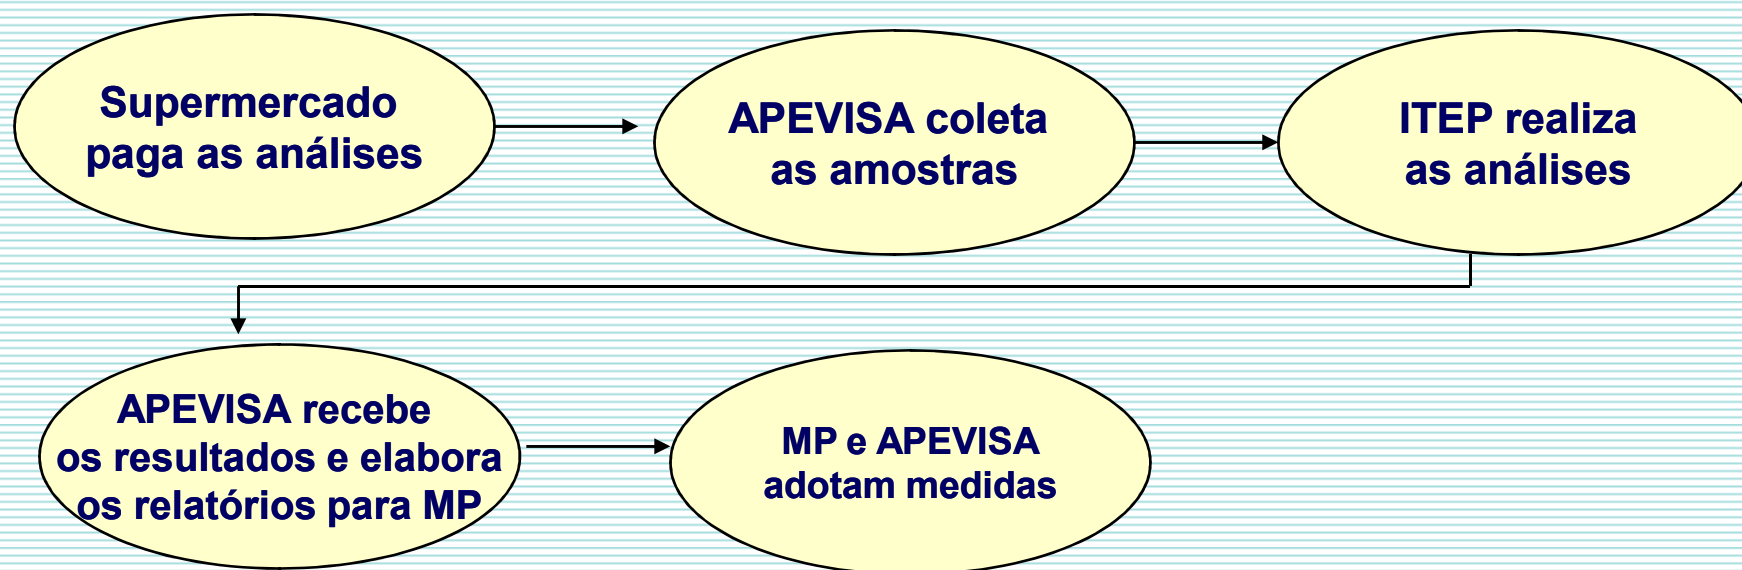 Supermercado
paga as análises
APEVISA coleta
as amostras
ITEP realiza
as análises
APEVISA recebe
os resultados e elabora
os relatórios para MP
MP e APEVISA
adotam medidas